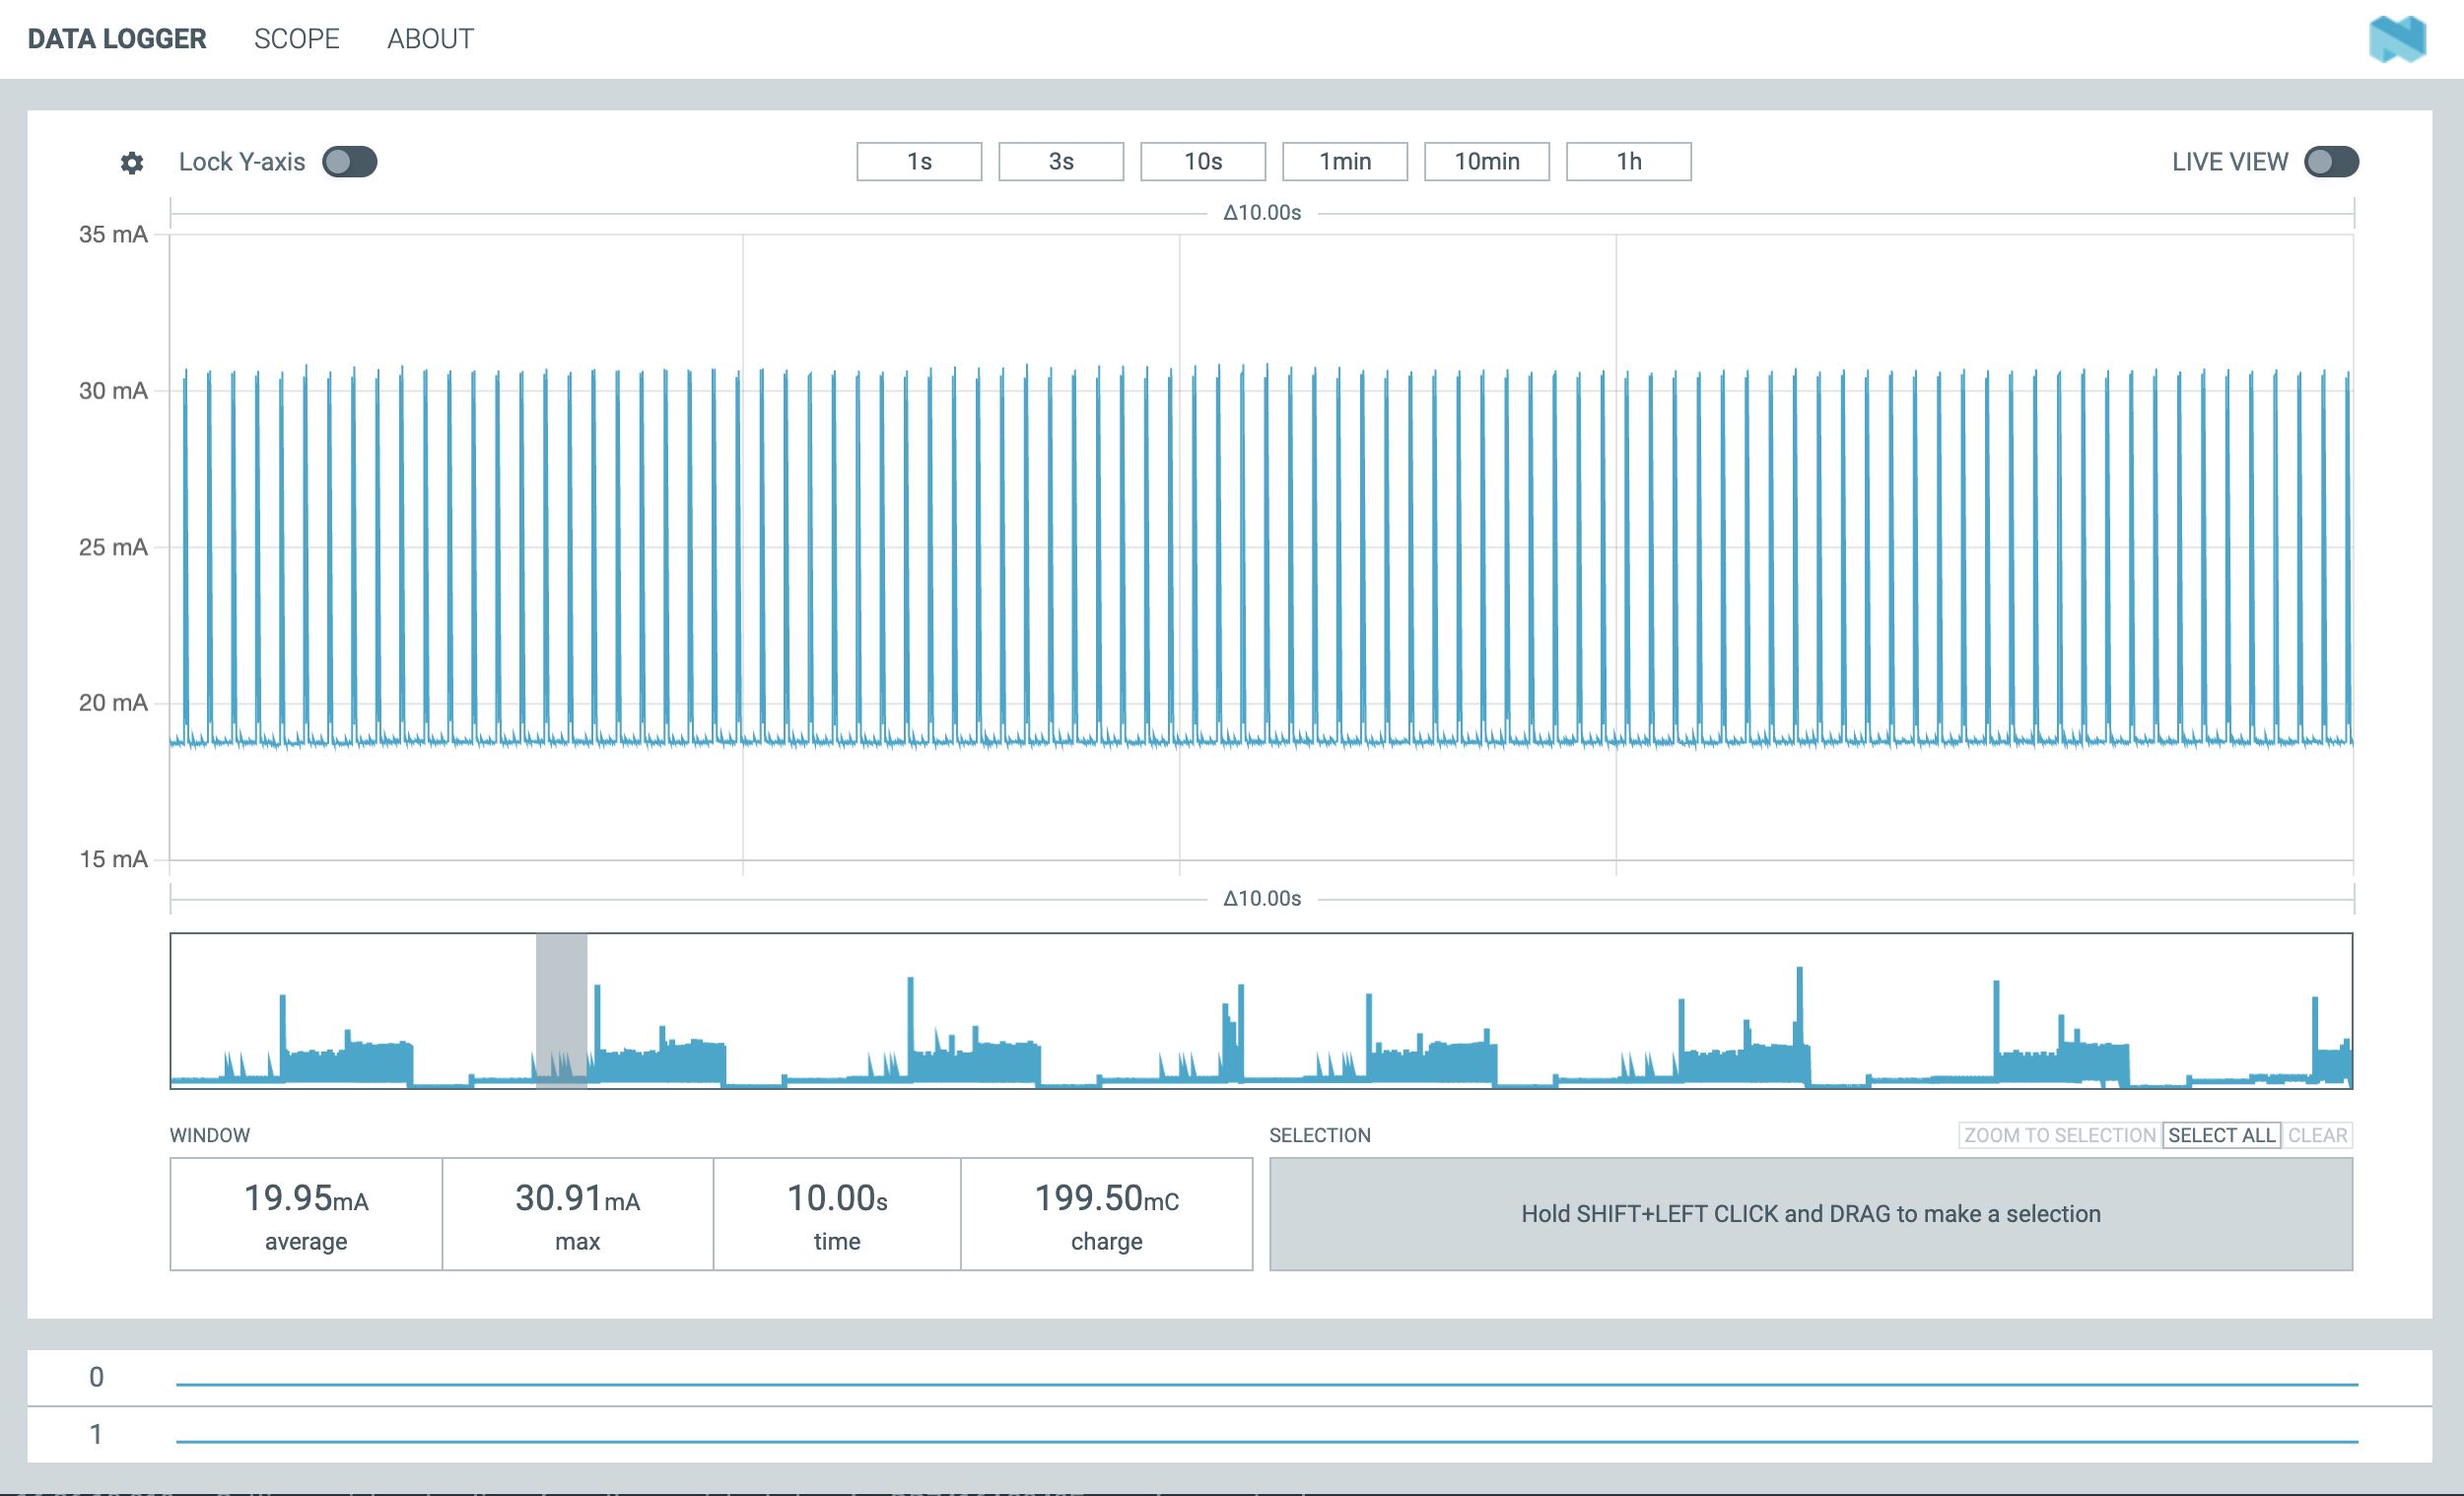 DATA LOGGER SCOPE ABOUT
Lock Y-axis 1s 3s 10s 1min 10min 1h LIVE VIEW
Δ10.00s
35 mA
30 mA
25 mA
20 mA
15 mA
Δ10.00s
WINDOW SELECTION ZOOM TO SELECTION SELECT ALL CLEAR
19.95mA 30.91mA 10.00s 199.50mC
average max time charge
Hold SHIFT+LEFT CLICK and DRAG to make a selection
0
1